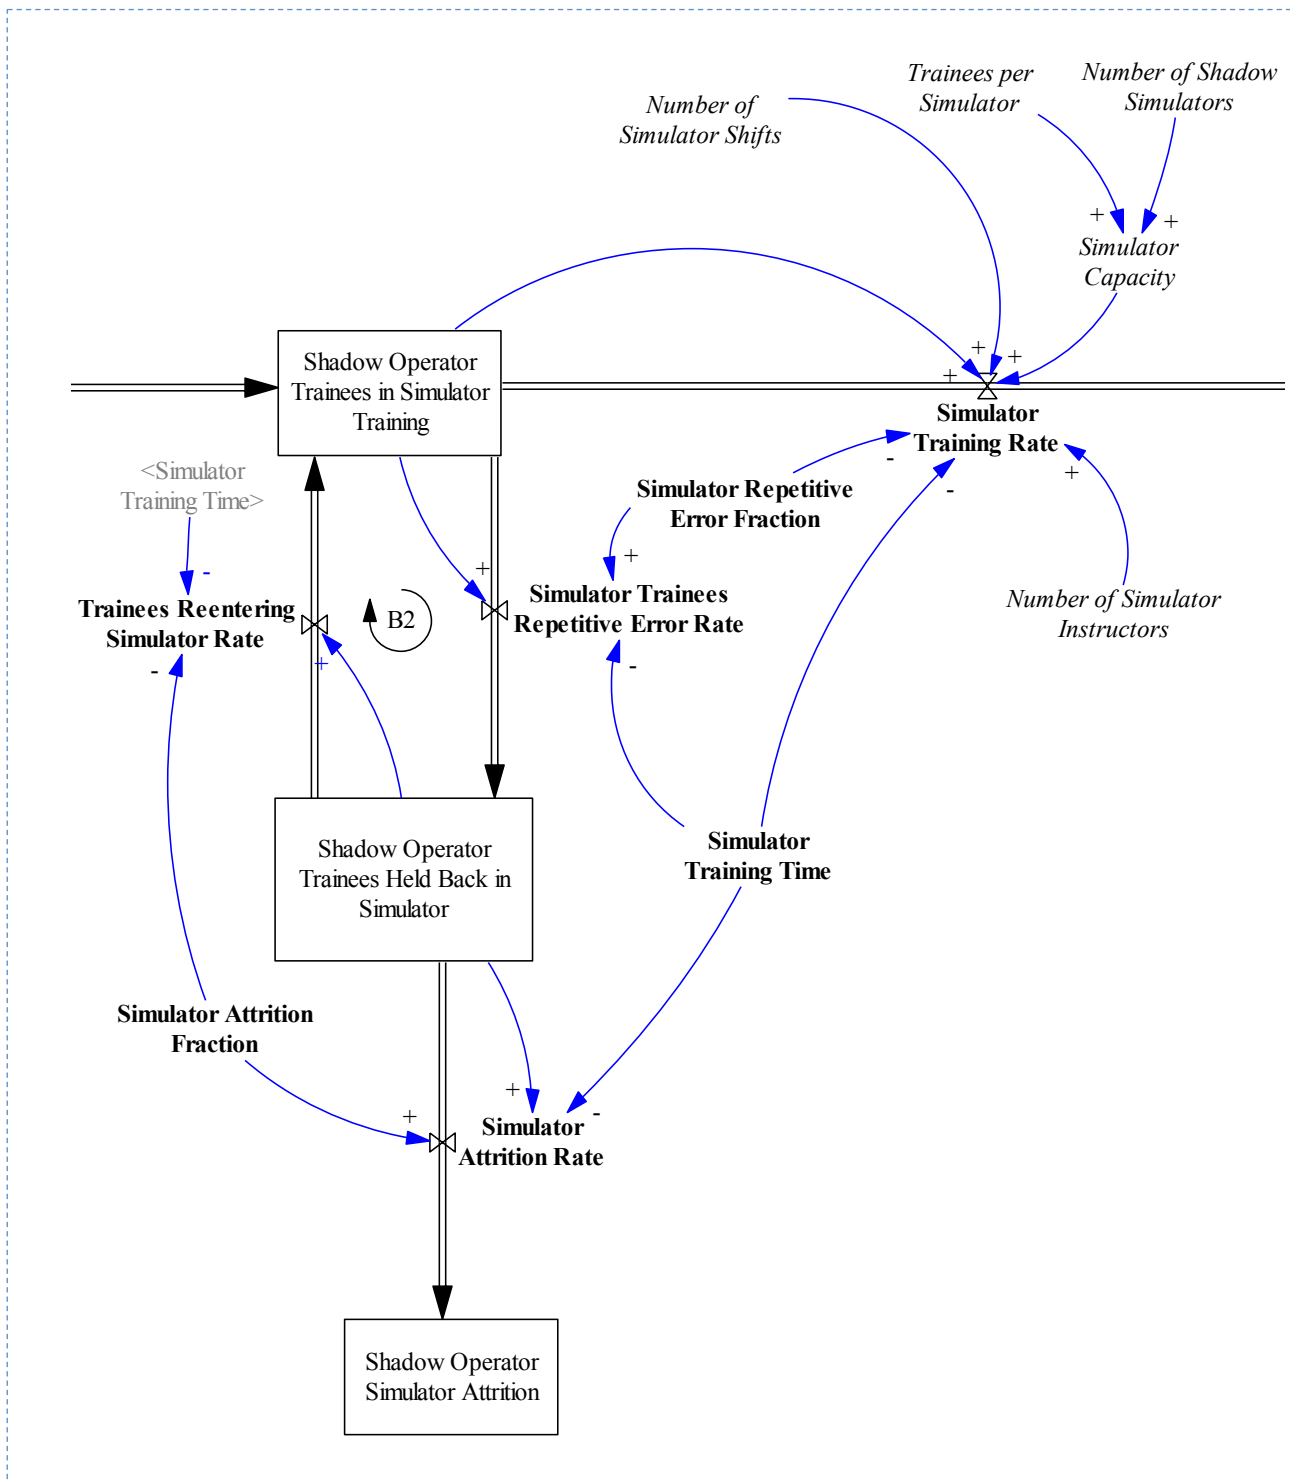 Number of
Simulator Shifts
Trainees per
Simulator
Number of Shadow
Simulators
+
+
Simulator
Capacity
+
+
+
Shadow Operator
Trainees in Simulator
Training
Simulator
Training Rate
-
-
+
<Simulator
Training Time>
-
Simulator Repetitive
Error Fraction
+
+
Trainees Reentering
Simulator Rate
-
+
B2
Simulator Trainees
Repetitive Error Rate
-
Number of Simulator
Instructors
Shadow Operator
Trainees Held Back in
Simulator
Simulator
Training Time
Simulator Attrition
Fraction
+
+
-
Simulator
Attrition Rate
Shadow Operator
Simulator Attrition